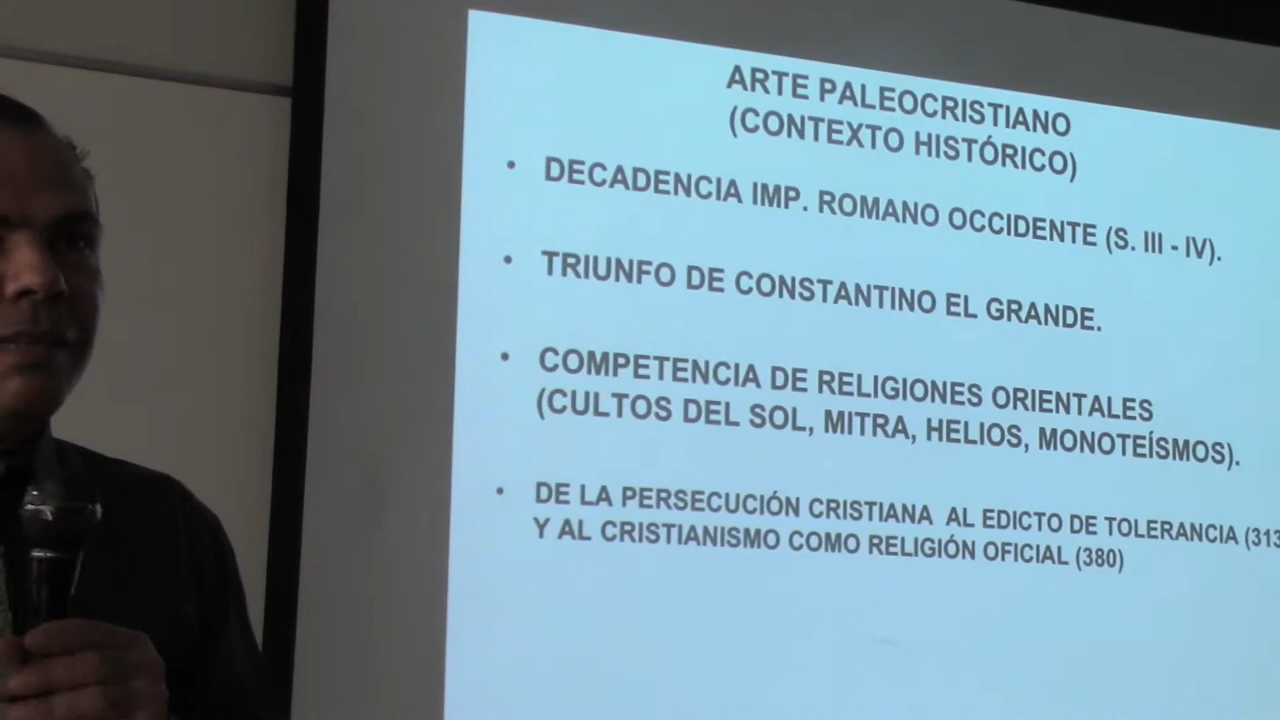 ARTE PALEOCRISTIANO
(CONTEXTO HISTÓRICO)
• DECADENCIA IMP. ROMANO OCCIDENTE (S. III - IV).
• TRIUNFO DE CONSTANTINO EL GRANDE.
• COMPETENCIA DE RELIGIONES ORIENTALES
(CULTOS DEL SOL, MITRA, HELIOS, MONOTEÍSMOS).
• DE LA PERSECUCIÓN CRISTIANA AL EDICTO DE TOLERANCIA (313
Y AL CRISTIANISMO COMO RELIGIÓN OFICIAL (380)